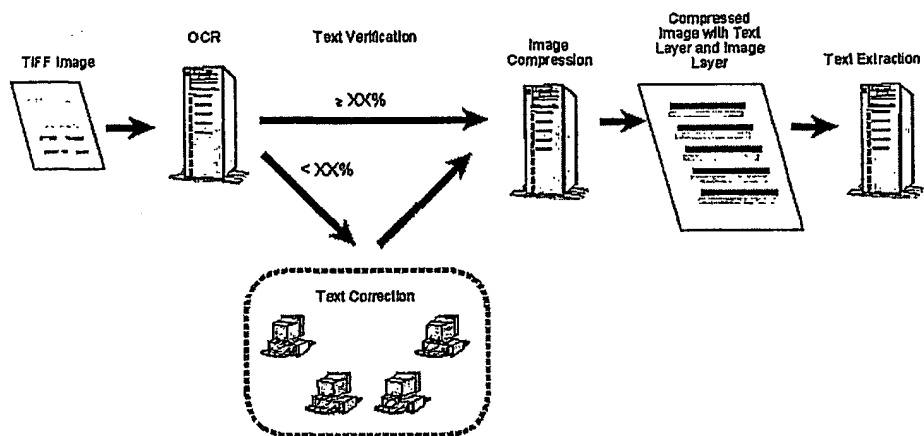 TIFF Image
OCR
Text Verification
Image
Compression
Compressed
Image with Text
Layer and Image
Layer
Text Extraction
≥ XX%
< XX%
Text Correction